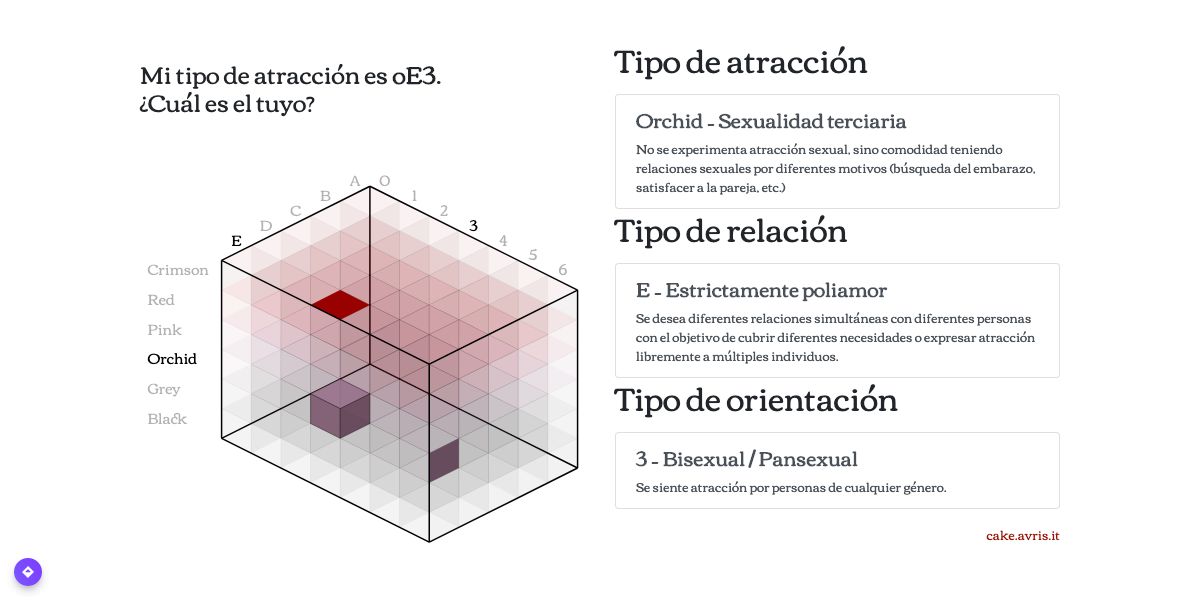 Mi tipo de atracción es oE3.
¿Cuál es el tuyo?
A O
B 1
C 2
D 3
E 4
5
6
Crimson
Red
Pink
Orchid
Grey
Black
Tipo de atracción
Orchid - Sexualidad terciaria
No se experimenta atracción sexual, sino comodidad teniendo
relaciones sexuales por diferentes motivos (búsqueda del embarazo,
satisfacer a la pareja, etc.)
Tipo de relación
E - Estrictamente poliamor
Se desea diferentes relaciones simultáneas con diferentes personas
con el objetivo de cubrir diferentes necesidades o expresar atracción
libremente a múltiples individuos.
Tipo de orientación
3 - Bisexual / Pansexual
Se siente atracción por personas de cualquier género.
cake.avris.it